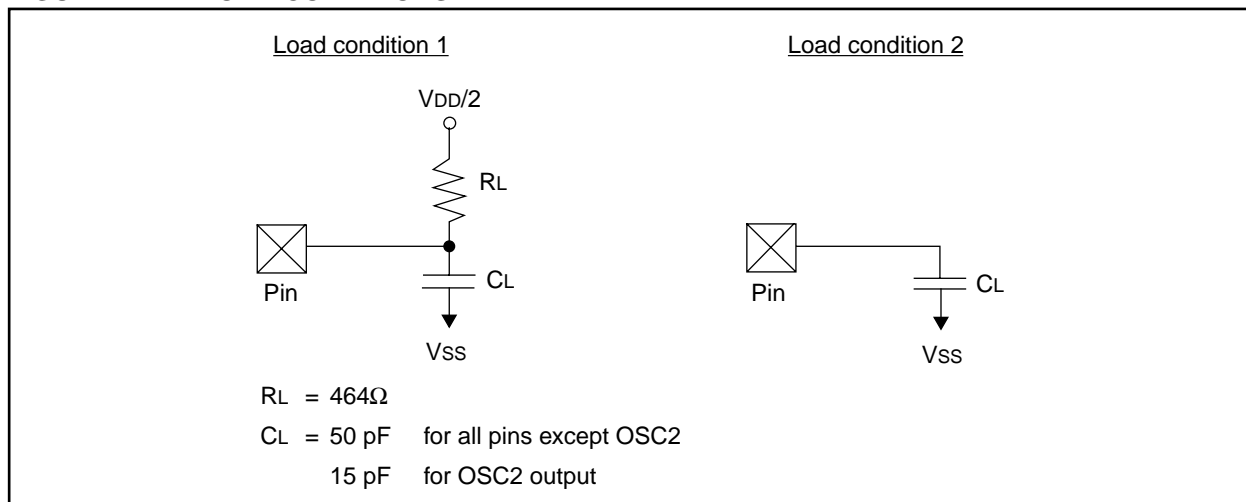 Load condition 1
Load condition 2
VDD/2
RL
Pin
CL
VSS
Pin
CL
VSS
RL = 464Ω
CL = 50 pF for all pins except OSC2
15 pF for OSC2 output